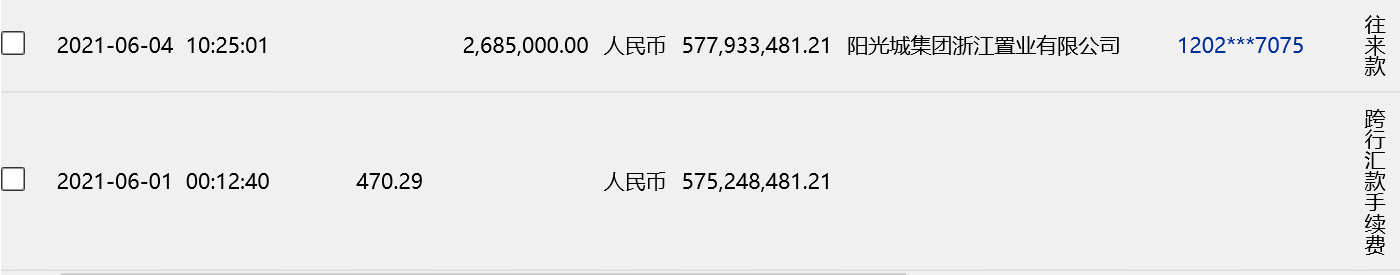 2021-06-04 10:25:01 2,685,000.00 人民币 577,933,481.21 阳光城集团浙江置业有限公司 1202***7075 往来款
2021-06-01 00:12:40 470.29 人民币 575,248,481.21 跨行汇款手续费